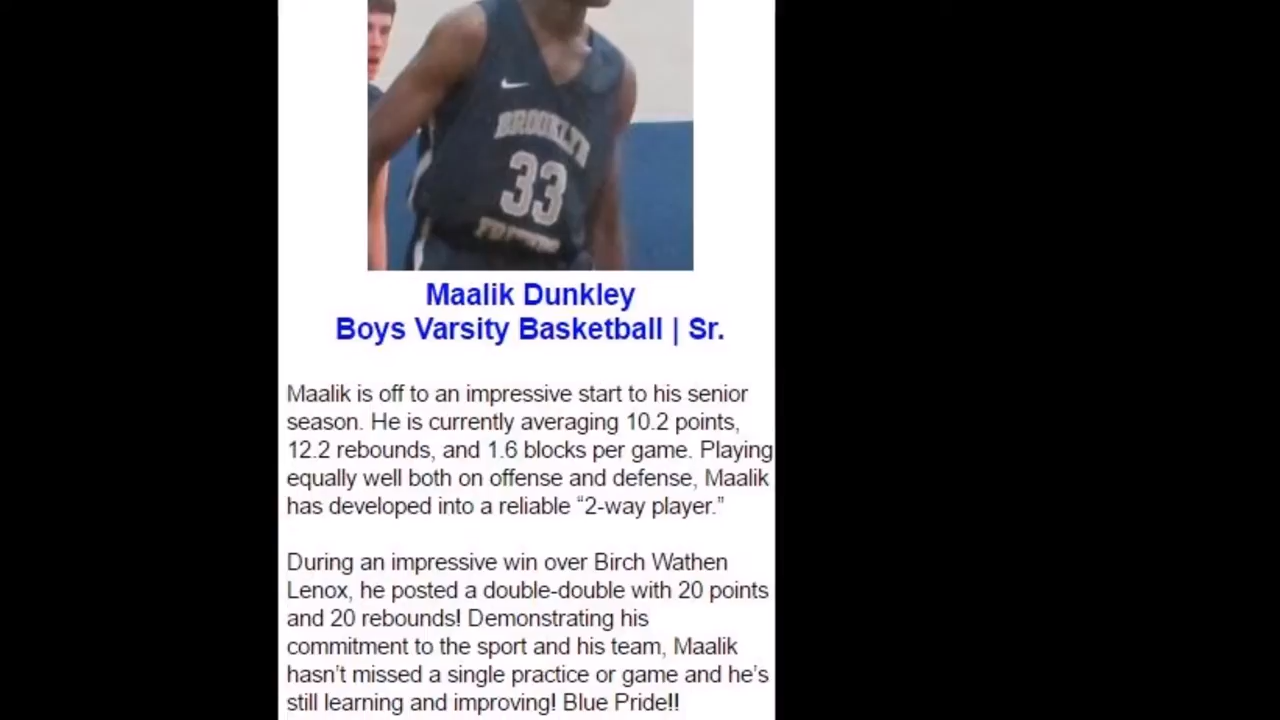 BROOKLYN
33
FRIENDS
Maalik Dunkley
Boys Varsity Basketball | Sr.
Maalik is off to an impressive start to his senior
season. He is currently averaging 10.2 points,
12.2 rebounds, and 1.6 blocks per game. Playing
equally well both on offense and defense, Maalik
has developed into a reliable “2-way player.”
During an impressive win over Birch Wathen
Lenox, he posted a double-double with 20 points
and 20 rebounds! Demonstrating his
commitment to the sport and his team, Maalik
hasn’t missed a single practice or game and he’s
still learning and improving! Blue Pride!!